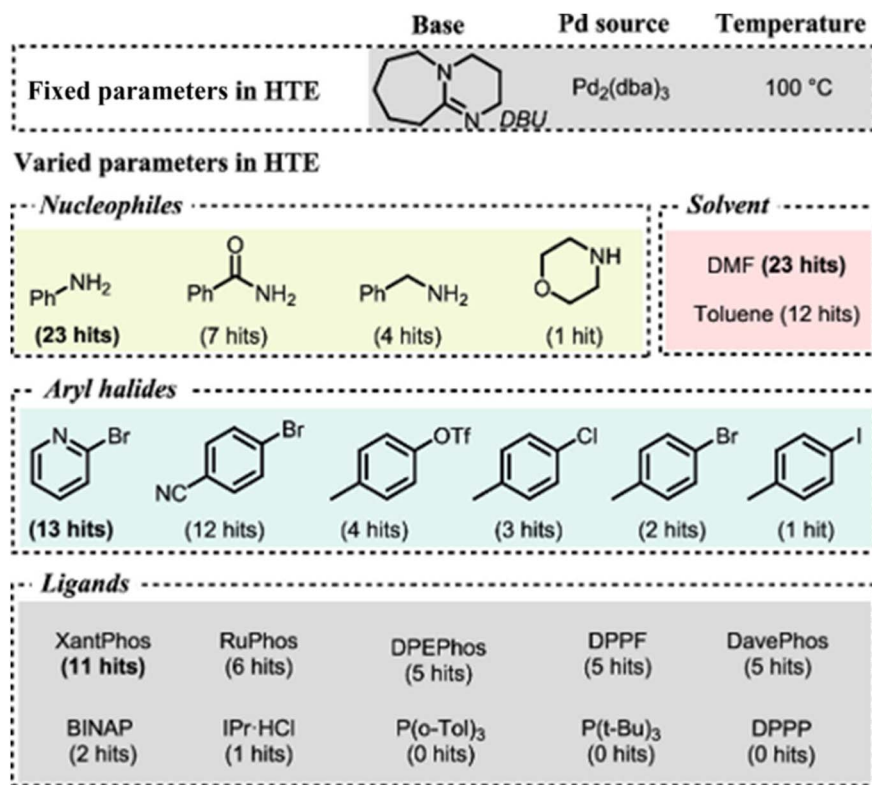 Base Pd source Temperature
Fixed parameters in HTE
N
N DBU
Pd₂(dba)₃
100 °C
Varied parameters in HTE
Nucleophiles
Ph NH₂
(23 hits)
O
Ph NH₂
(7 hits)
Ph NH₂
(4 hits)
NH
O
(1 hit)
Solvent
DMF (23 hits)
Toluene (12 hits)
Aryl halides
N Br
(13 hits)
Br
NC
(12 hits)
OTf
(4 hits)
Cl
(3 hits)
Br
(2 hits)
I
(1 hit)
Ligands
XantPhos RuPhos DPEPhos DPPF DavePhos
(11 hits) (6 hits) (5 hits) (5 hits) (5 hits)
BINAP IPr·HCl P(o-Tol)₃ P(t-Bu)₃ DPPP
(2 hits) (1 hits) (0 hits) (0 hits) (0 hits)